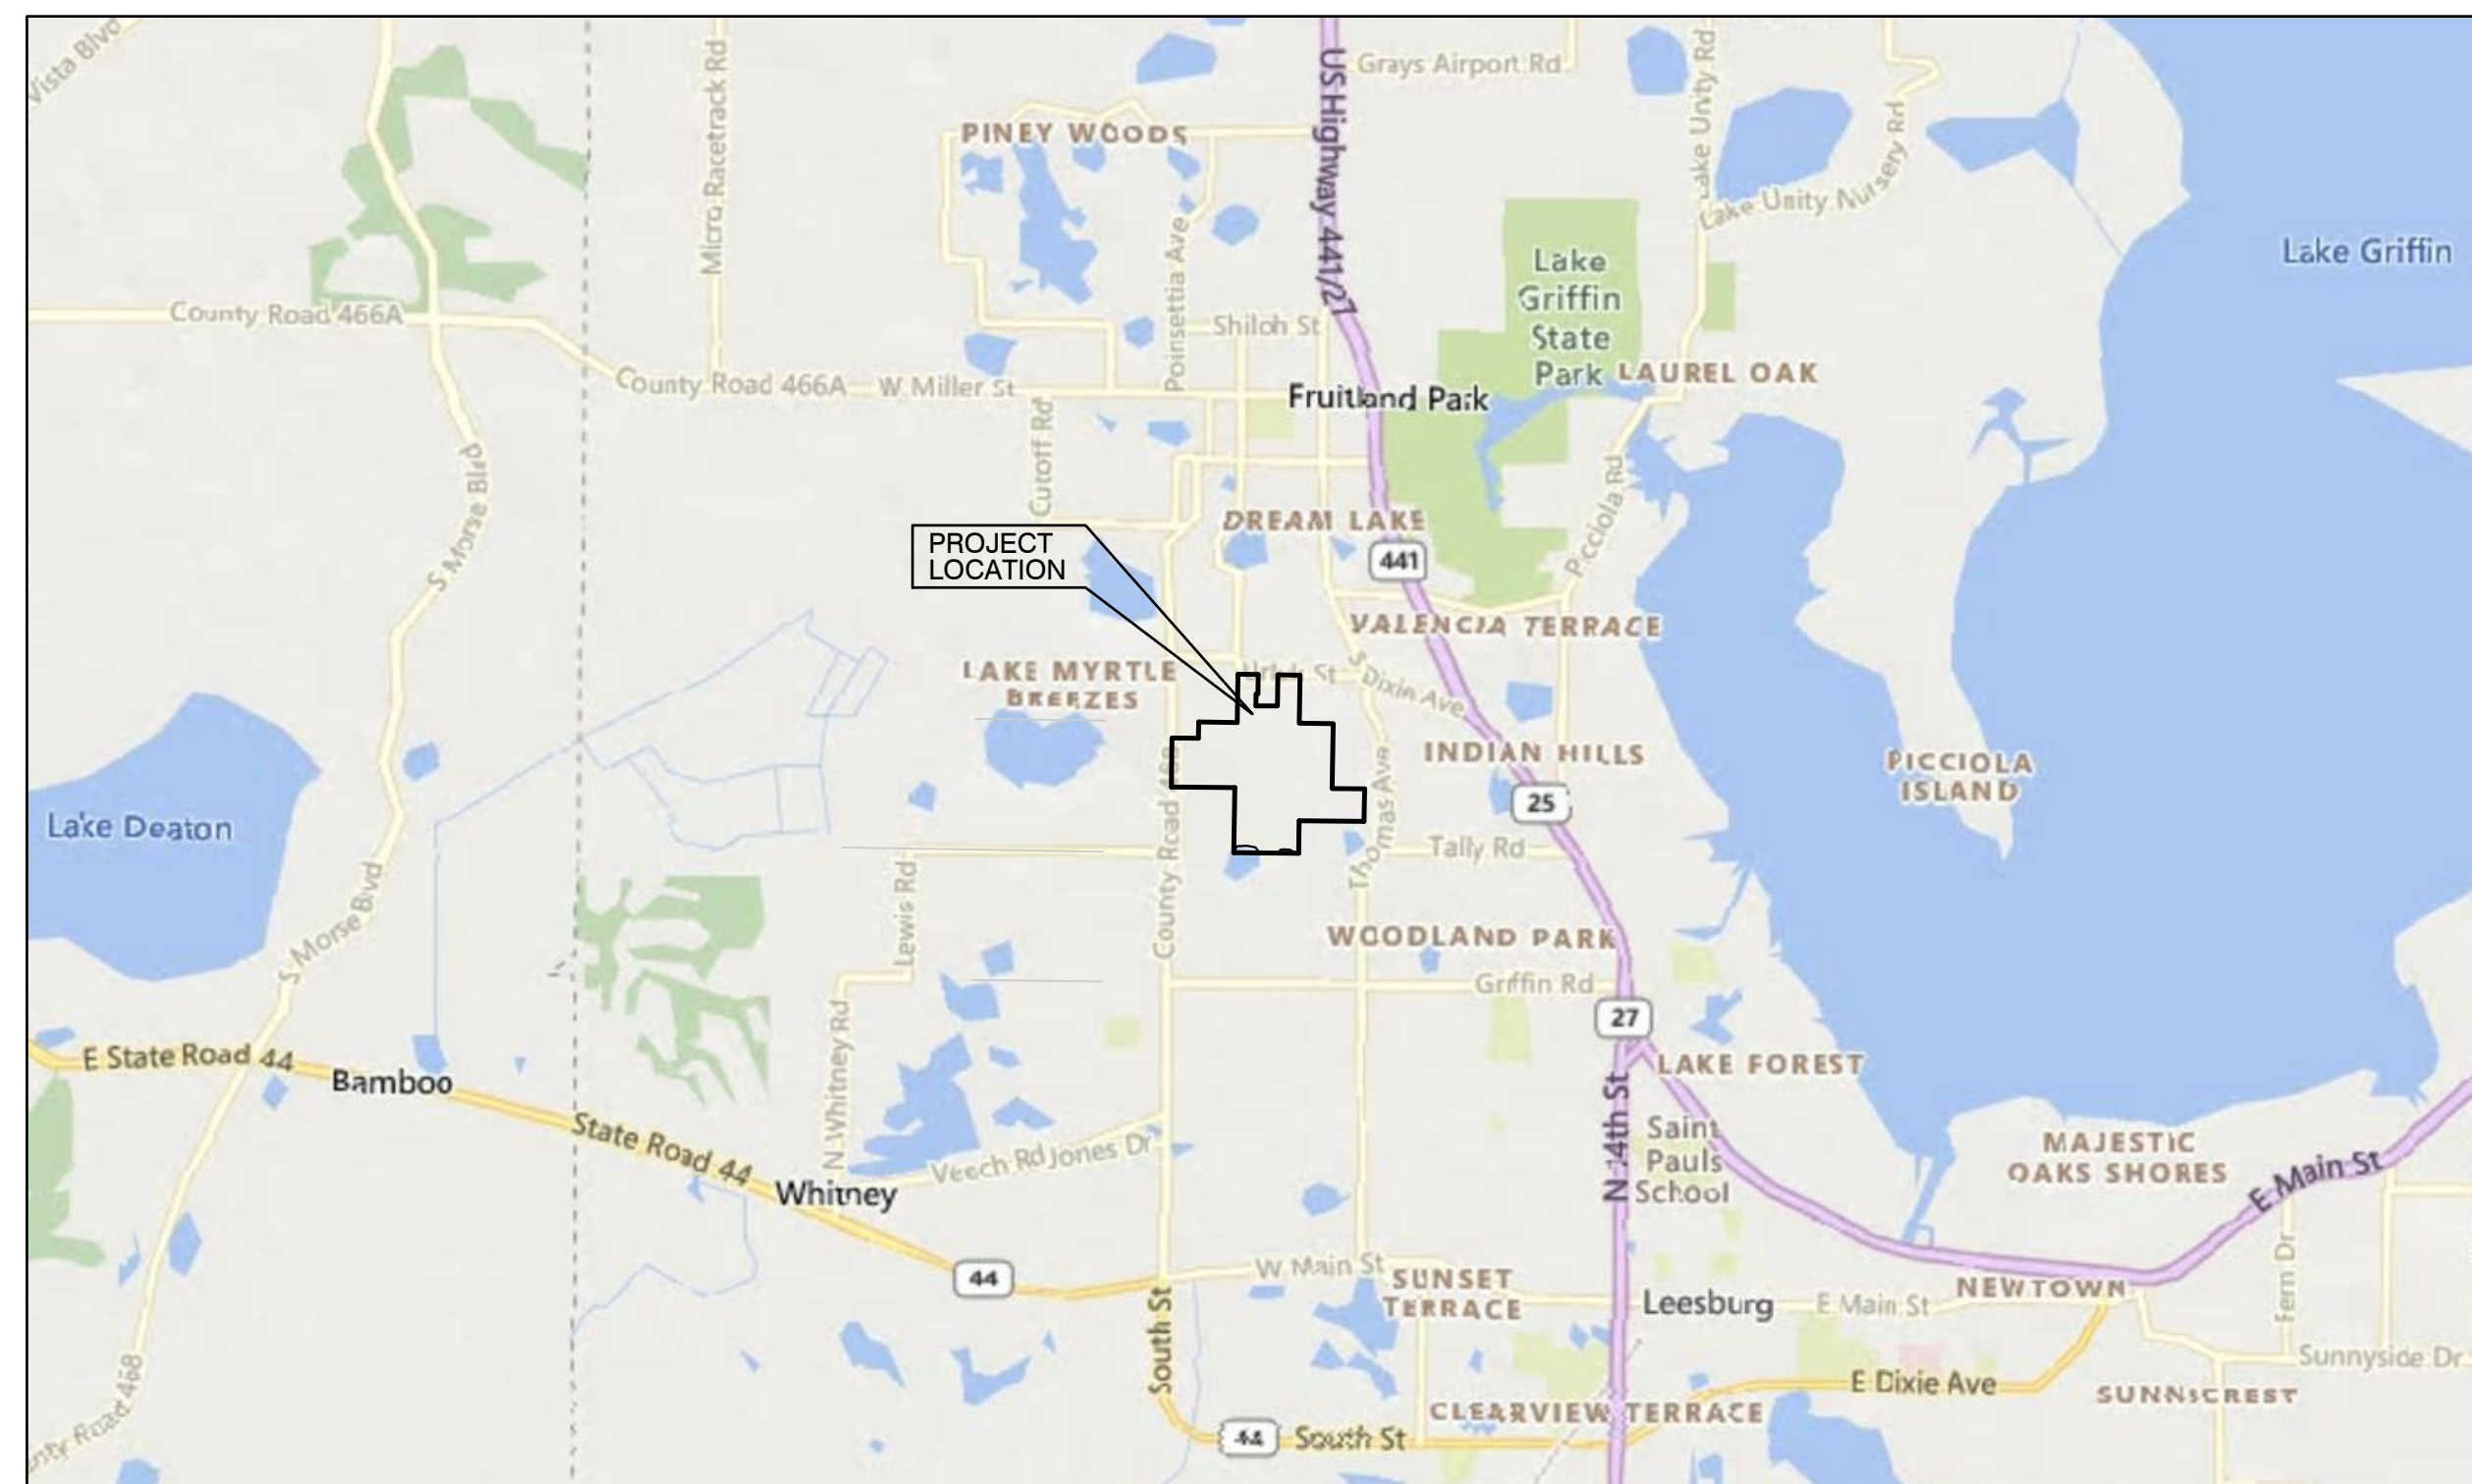 Vista Blvd
Micro Racetrack Rd
US Highway 441/27
Grays Airport Rd
Lake Unity Rd
Lake Unity Nursery Rd
PINEY WOODS
Poinsettia Ave
Lake
Griffin
State
Park
Lake Griffin
County Road 466A
Shiloh St
County Road 466A
W Miller St
Fruitland Park
LAUREL OAK
Cutoff Rd
S Morse Blvd
Picciola Rd
DREAM LAKE
PROJECT
LOCATION
441
VALENCIA TERRACE
LAKE MYRTLE
BREEZES
St
S Dixie Ave
INDIAN HILLS
PICCIOLA
ISLAND
25
Lake Deaton
County Road
Thomas Ave
Tally Rd
Lewis Rd
S Morse Blvd
WOODLAND PARK
Griffin Rd
27
E State Road 44
Bamboo
LAKE FOREST
N Whitney Rd
State Road 44
Veech Rd
Jones Dr
N 14th St
Saint
Pauls
School
MAJESTIC
OAKS SHORES
E Main St
Whitney
44
W Main St
SUNSET
TERRACE
Leesburg
E Main St
NEWTOWN
Fern Dr
South St
Sunnyside Dr
County Road 468
E Dixie Ave
SUNNYCREST
CLEARVIEW TERRACE
44
South St